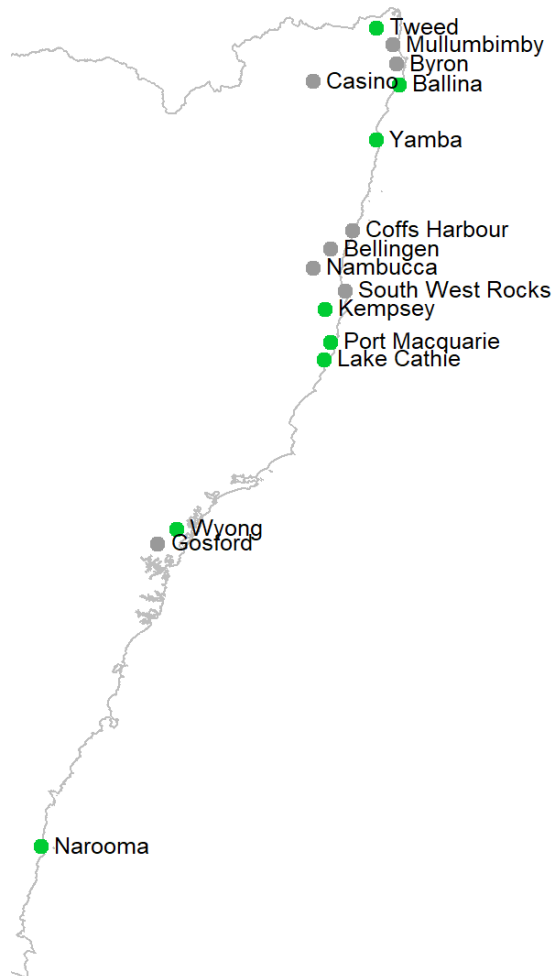 Tweed
Mullumbimby
Byron
Casino
Ballina
Yamba
Coffs Harbour
Bellingen
Nambucca
South West Rocks
Kempsey
Port Macquarie
Lake Cathie
Wyong
Gosford
Narooma